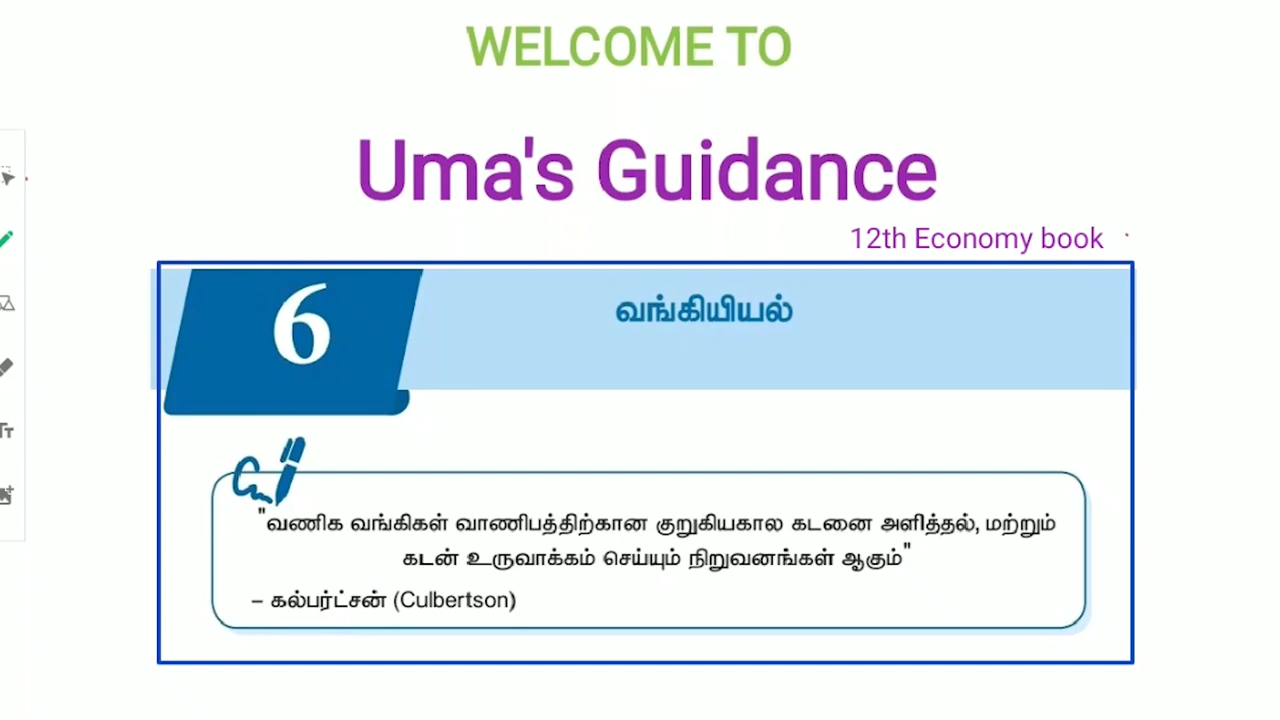 WELCOME TO
Uma's Guidance
12th Economy book
6
வங்கியியல்
"வணிக வங்கிகள் வாணிபத்திற்கான குறுகியகால கடனை அளித்தல், மற்றும்
கடன் உருவாக்கம் செய்யும் நிறுவனங்கள் ஆகும்"
– கல்பர்ட்சன் (Culbertson)